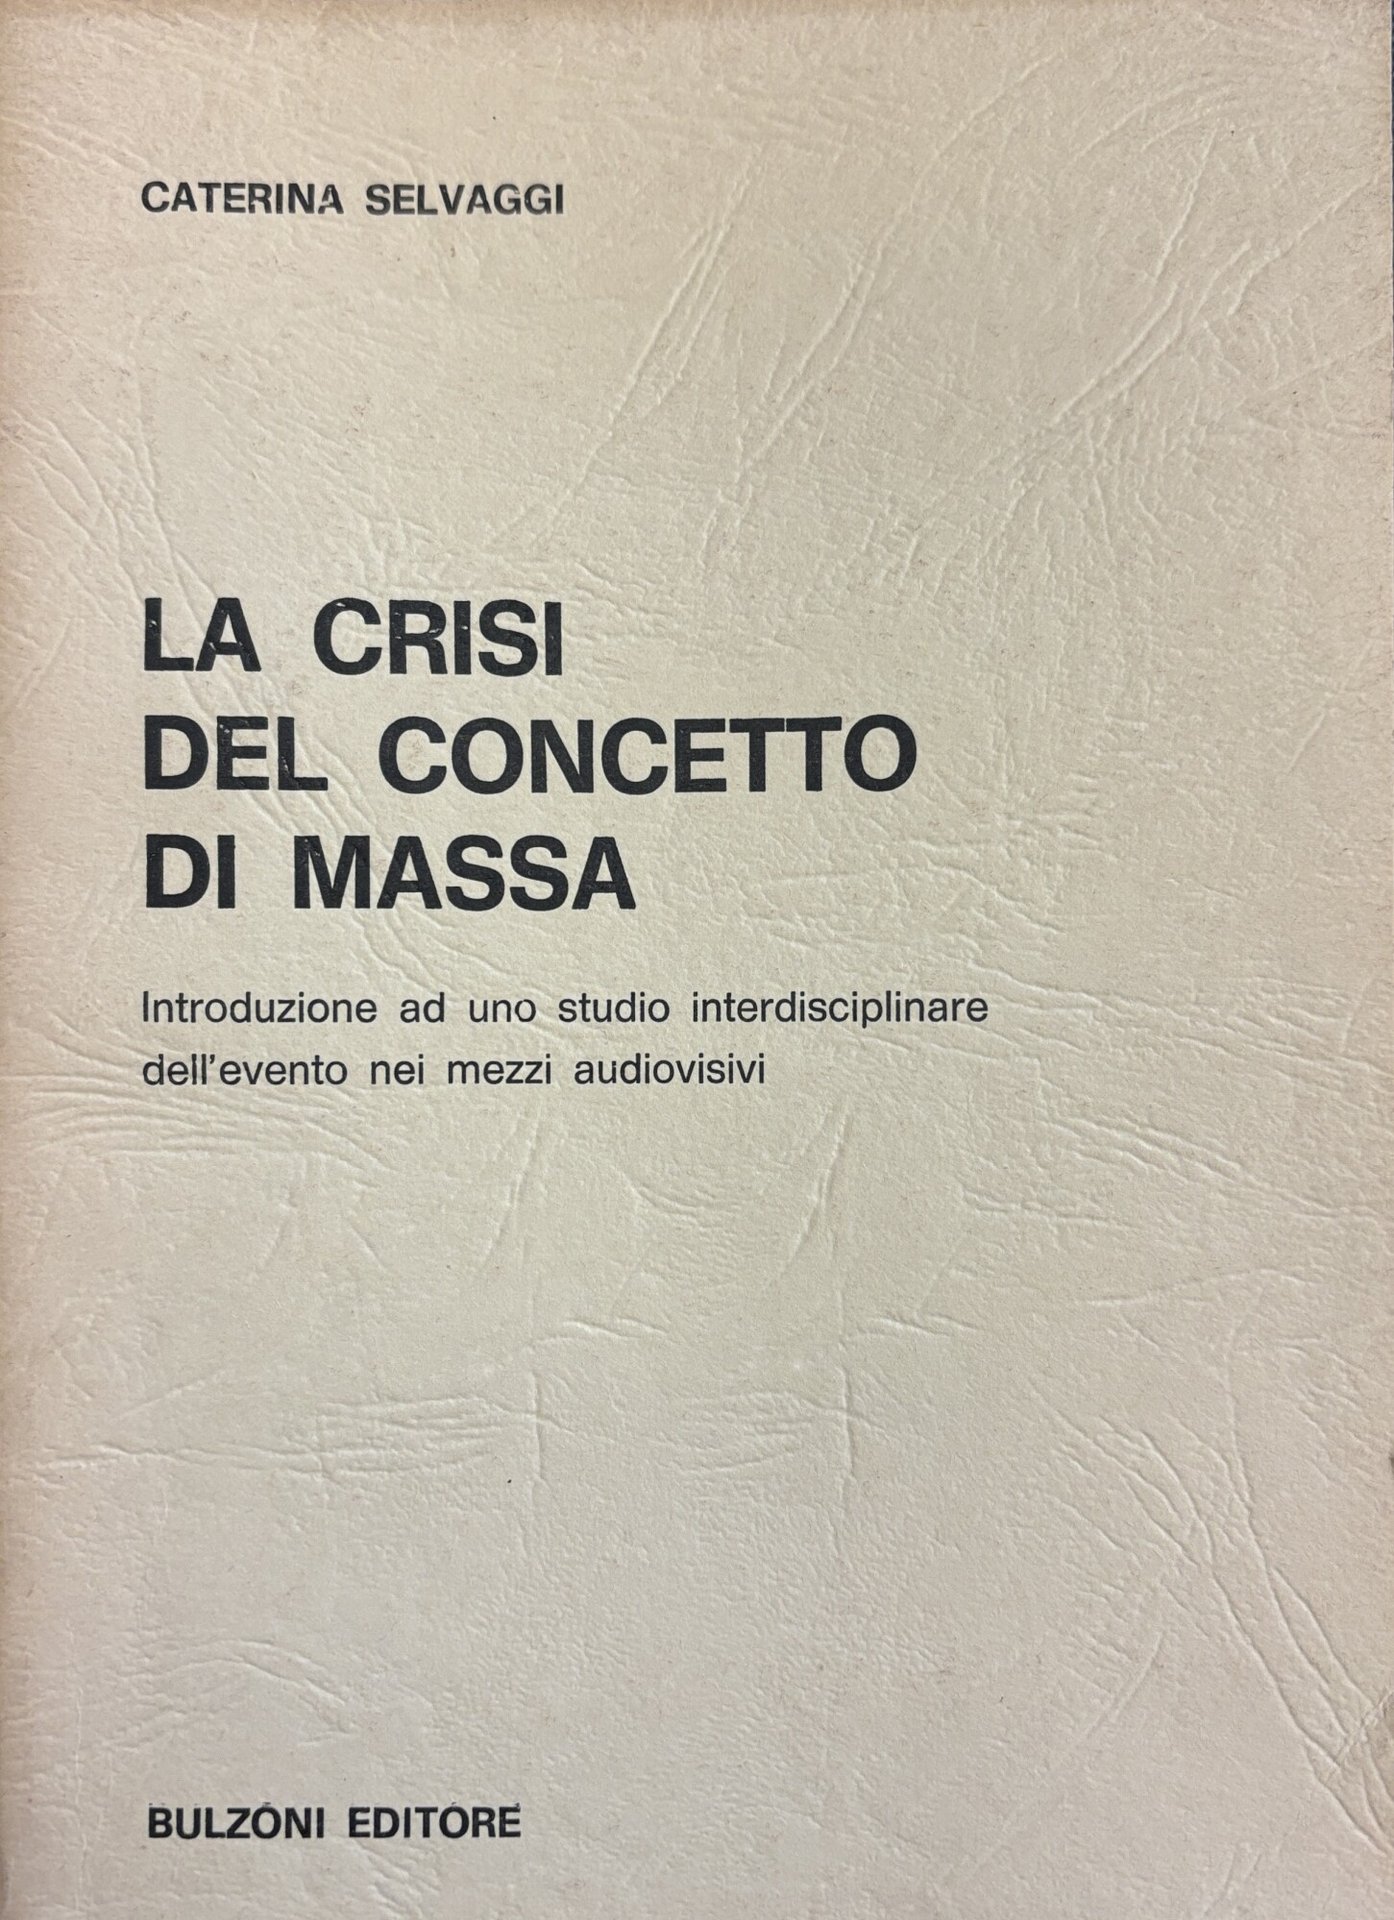 CATERINA SELVAGGI
LA CRISI
DEL CONCETTO
DI MASSA
Introduzione ad uno studio interdisciplinare
dell'evento nei mezzi audiovisivi
BULZONI EDITORE